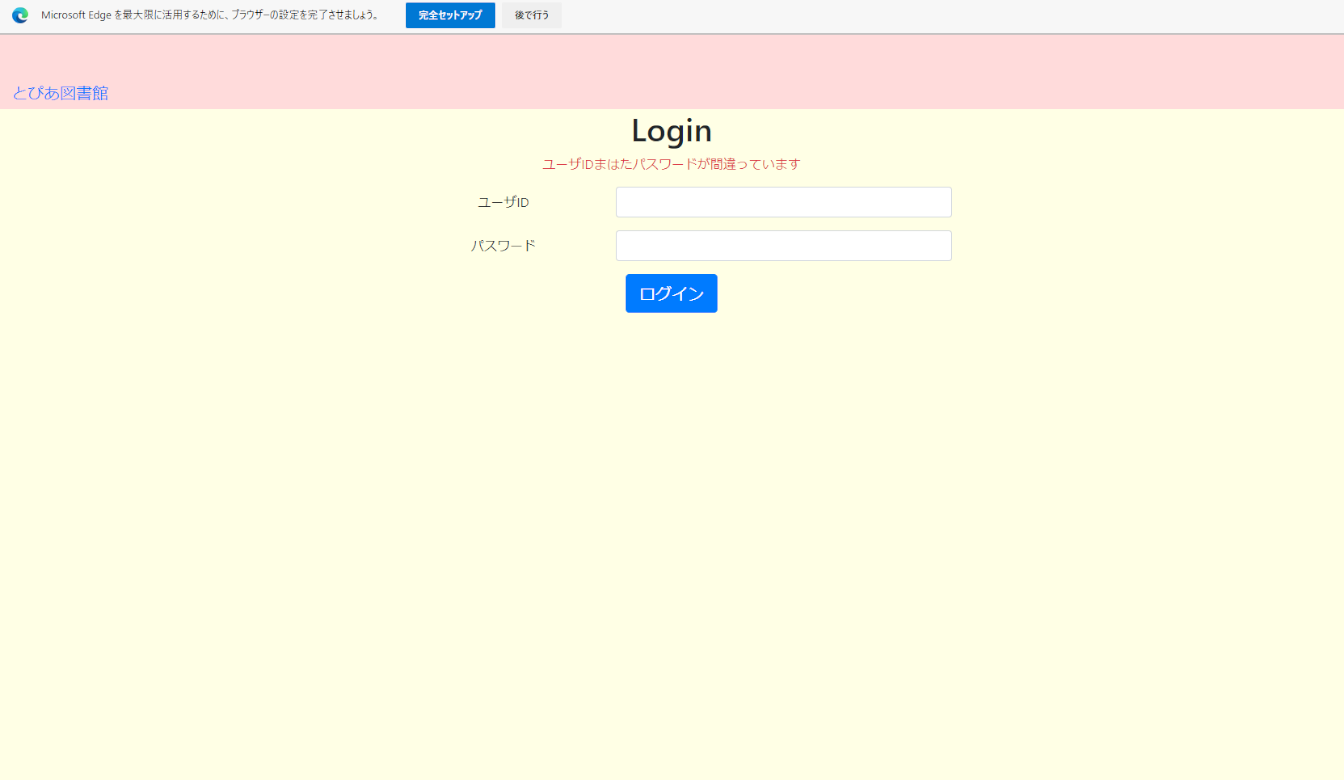 Microsoft Edge を最大限に活用するために、ブラウザーの設定を完了させましょう。 完全セットアップ 後で行う
とぴあ図書館
Login
ユーザIDまはたパスワードが間違っています
ユーザID
パスワード
ログイン